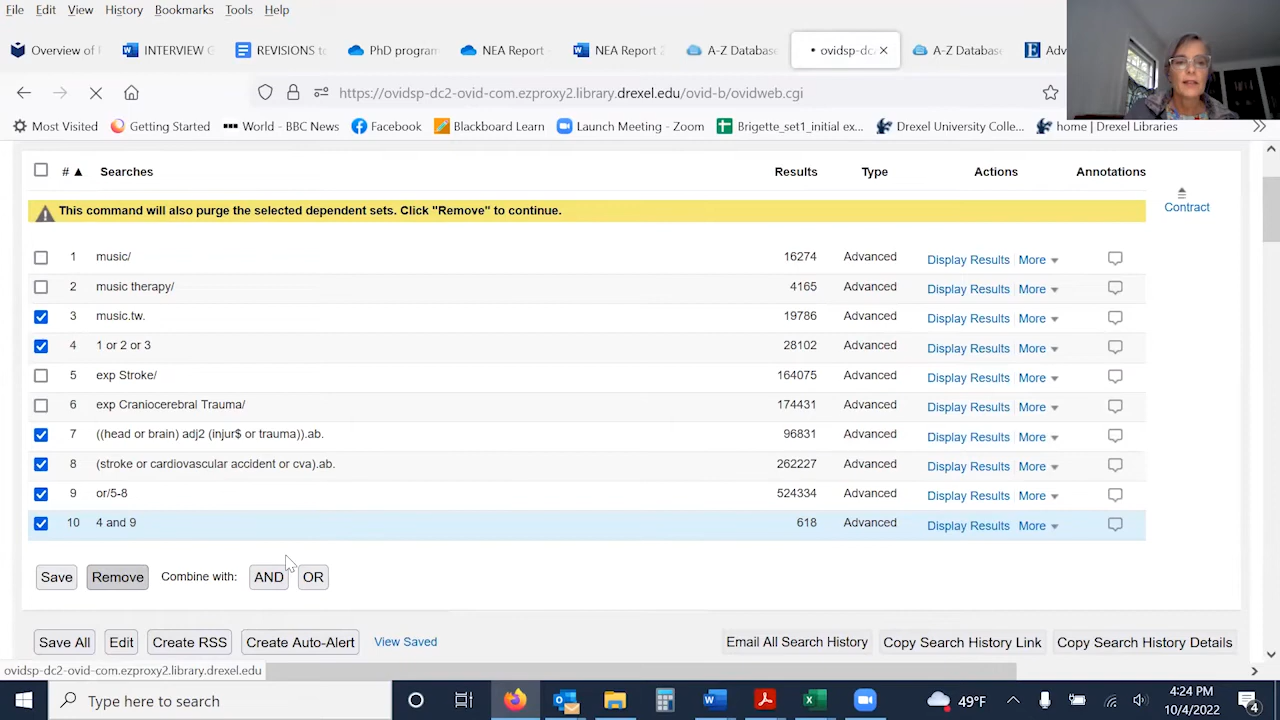 File Edit View History Bookmarks Tools Help
Overview of I INTERVIEW G REVISIONS to PhD program NEA Report NEA Report 2 A-Z Database ovidsp-dc2 A-Z Database Adv
https://ovidsp-dc2-ovid-com.ezproxy2.library.drexel.edu/ovid-b/ovidweb.cgi
Most Visited Getting Started World - BBC News Facebook Blackboard Learn Launch Meeting - Zoom Brigette_set1_initial ex... Drexel University Colle... home | Drexel Libraries
# ▲ Searches Results Type Actions Annotations
This command will also purge the selected dependent sets. Click "Remove" to continue.
Contract
1 music/ 16274 Advanced Display Results More
2 music therapy/ 4165 Advanced Display Results More
3 music.tw. 19786 Advanced Display Results More
4 1 or 2 or 3 28102 Advanced Display Results More
5 exp Stroke/ 164075 Advanced Display Results More
6 exp Craniocerebral Trauma/ 174431 Advanced Display Results More
7 ((head or brain) adj2 (injur$ or trauma)).ab. 96831 Advanced Display Results More
8 (stroke or cardiovascular accident or cva).ab. 262227 Advanced Display Results More
9 or/5-8 524334 Advanced Display Results More
10 4 and 9 618 Advanced Display Results More
Save Remove Combine with: AND OR
Save All Edit Create RSS Create Auto-Alert View Saved Email All Search History Copy Search History Link Copy Search History Details
ovidsp-dc2-ovid-com.ezproxy2.library.drexel.edu
Type here to search 49°F 4:24 PM
10/4/2022 4